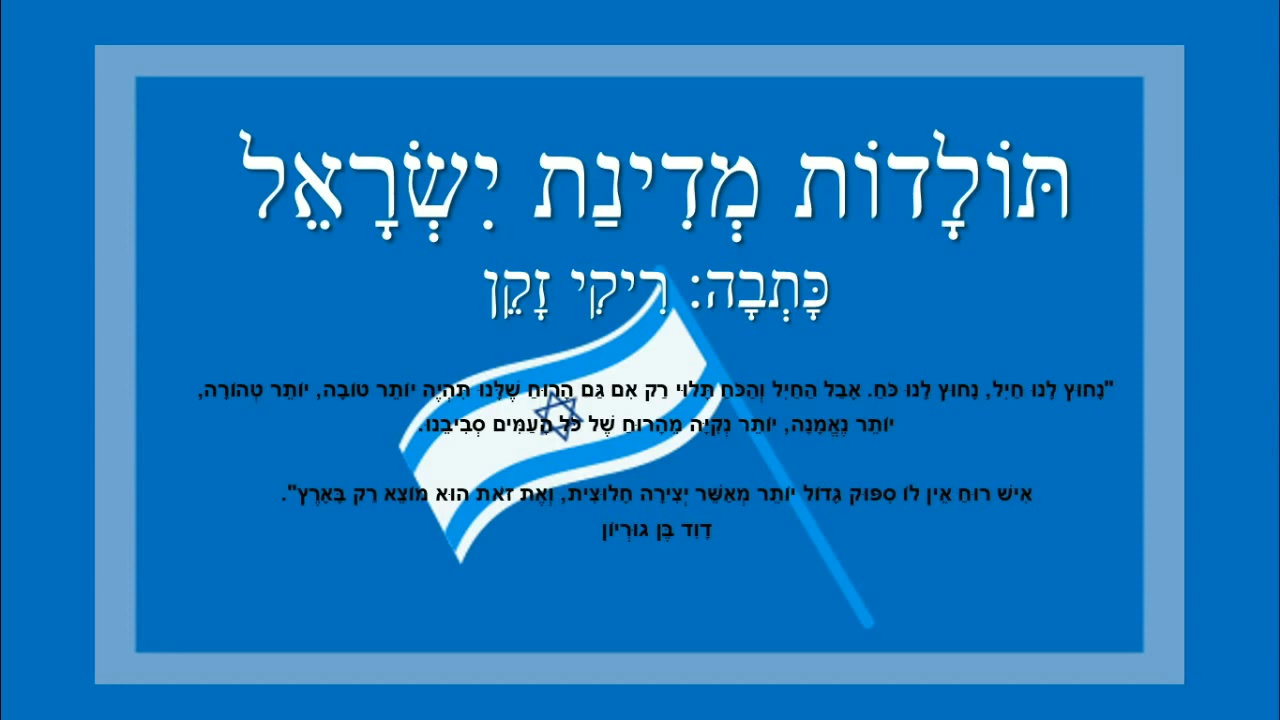 תּוֹלָדוֹת מְדִינַת יִשְׂרָאֵל
כָּתְבָה: רִיקִי זָקֵן
"נָחוּץ לָנוּ חַיִל, נָחוּץ לָנוּ כֹּחַ. אֲבָל הַחַיִל וְהַכֹּחַ תָּלוּי רַק אִם גַּם הָרוּחַ שֶׁלָּנוּ תִּהְיֶה יוֹתֵר טוֹבָה, יוֹתֵר טְהוֹרָה,
יוֹתֵר נֶאֱמָנָה, יוֹתֵר נְקִיָּה מֵהָרוּחַ שֶׁל כֹּל הָעַמִּים סְבִיבֵנוּ.
אִישׁ רוּחַ אֵין לוֹ סִפּוּק גָּדוֹל יוֹתֵר מְאַשֵּׁר יְצִירָה חֲלוּצִית, וְאֶת זֹאת הוּא מוֹצֵא רַק בָּאָרֶץ".
דָוִד בֶּן גּוּרְיוֹן